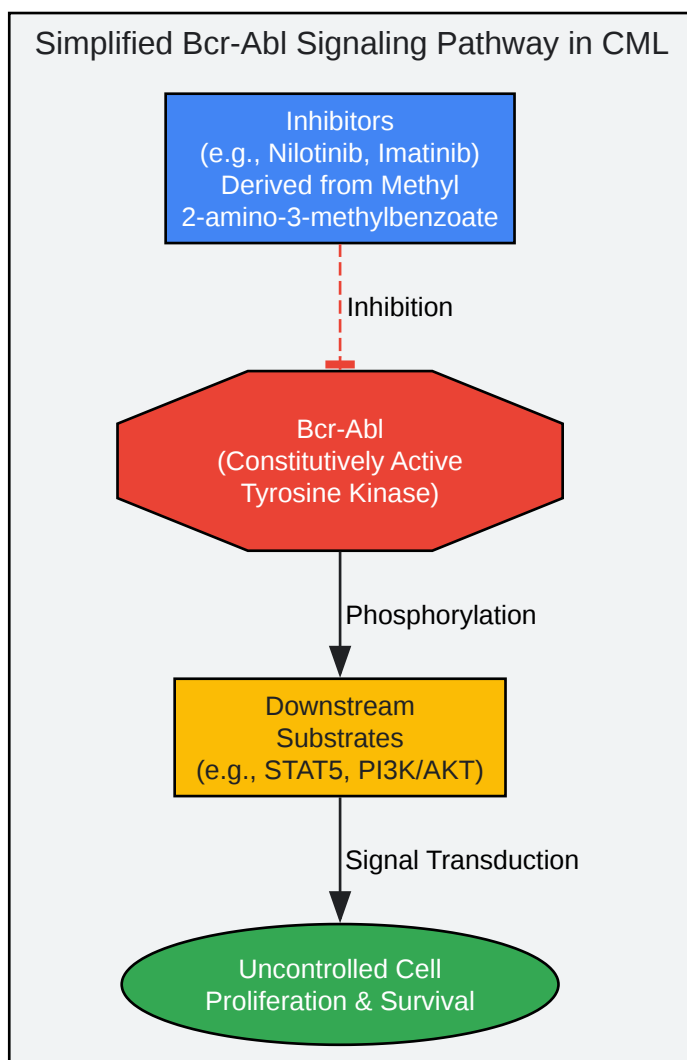 Simplified Bcr-Abl Signaling Pathway in CML
Inhibitors
(e.g., Nilotinib, Imatinib)
Derived from Methyl
2-amino-3-methylbenzoate
Inhibition
Bcr-Abl
(Constitutively Active
Tyrosine Kinase)
Phosphorylation
Downstream
Substrates
(e.g., STAT5, PI3K/AKT)
Signal Transduction
Uncontrolled Cell
Proliferation & Survival